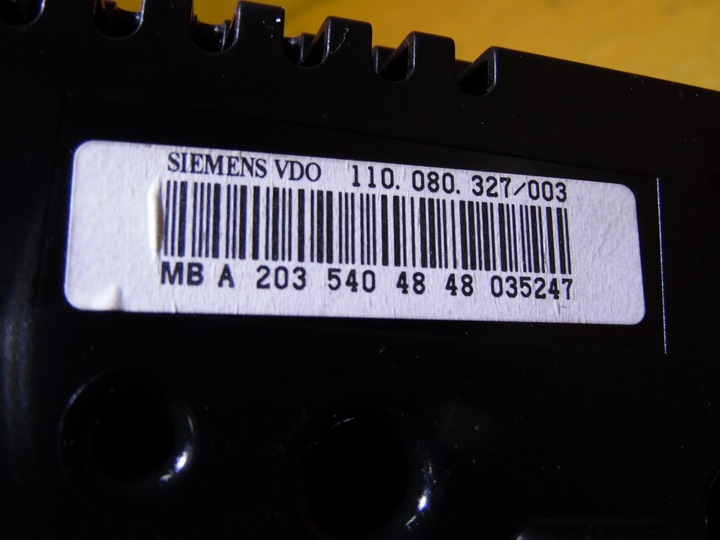 SIEMENS VDO 110.080.327/003
MB A 203 540 48 48 035247